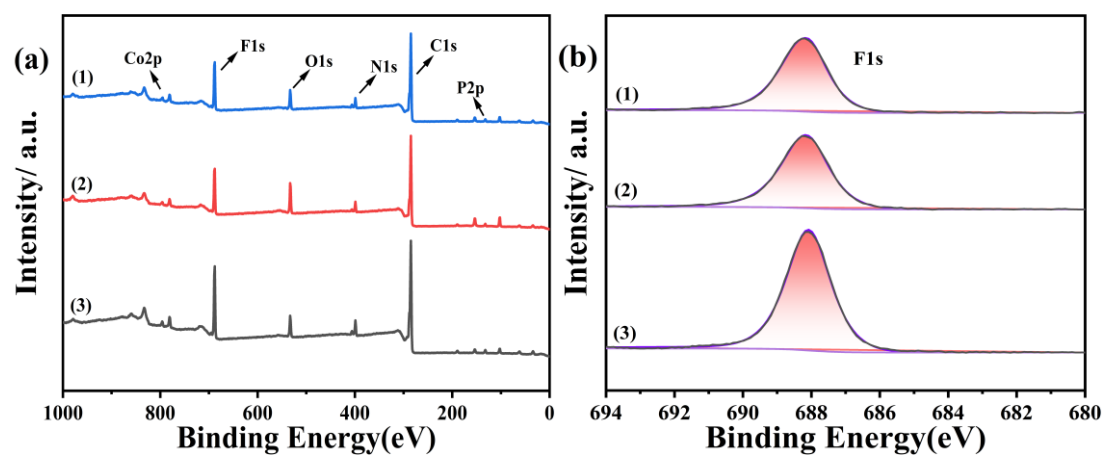 (a)
Co2p
F1s
O1s
N1s
C1s
P2p
(1)
(2)
(3)
Intensity/ a.u.
1000 800 600 400 200 0
Binding Energy(eV)
(b)
F1s
(1)
(2)
(3)
Intensity/ a.u.
694 692 690 688 686 684 682 680
Binding Energy(eV)